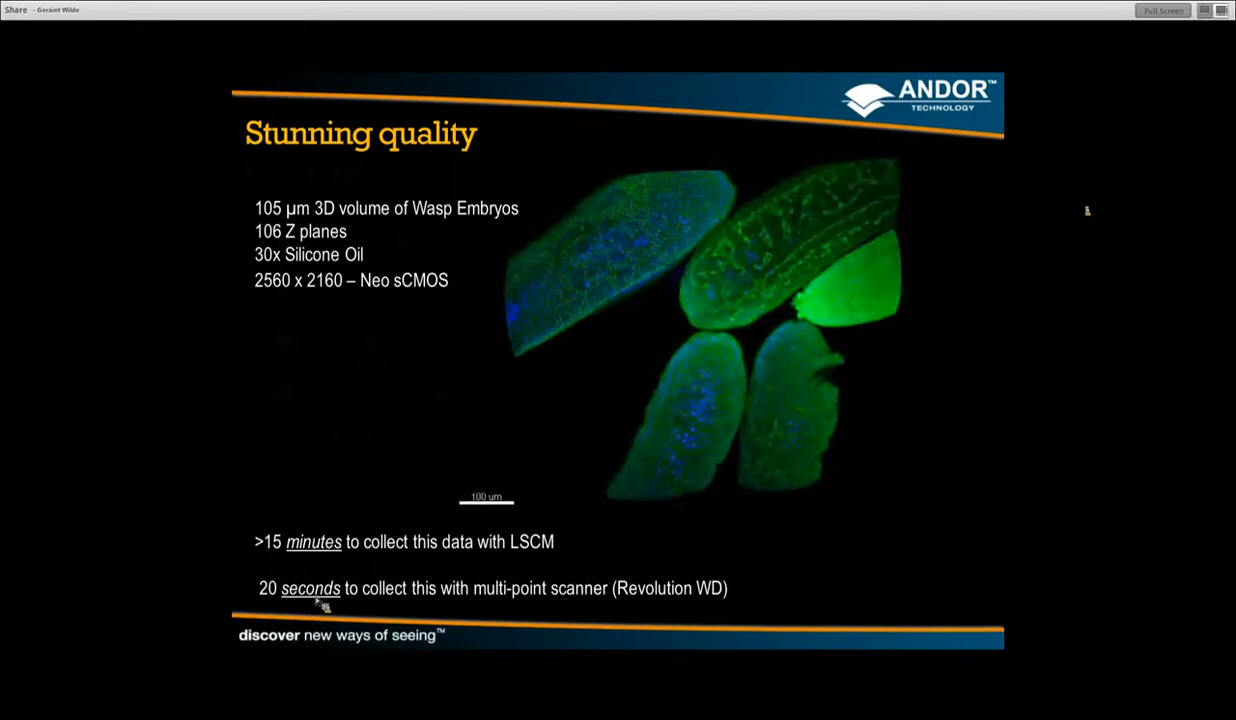 Share - Geraint Wilde
Full Screen
ANDOR™
TECHNOLOGY
Stunning quality
105 µm 3D volume of Wasp Embryos
106 Z planes
30x Silicone Oil
2560 x 2160 – Neo sCMOS
100 um
>15 minutes to collect this data with LSCM
20 seconds to collect this with multi-point scanner (Revolution WD)
discover new ways of seeing™